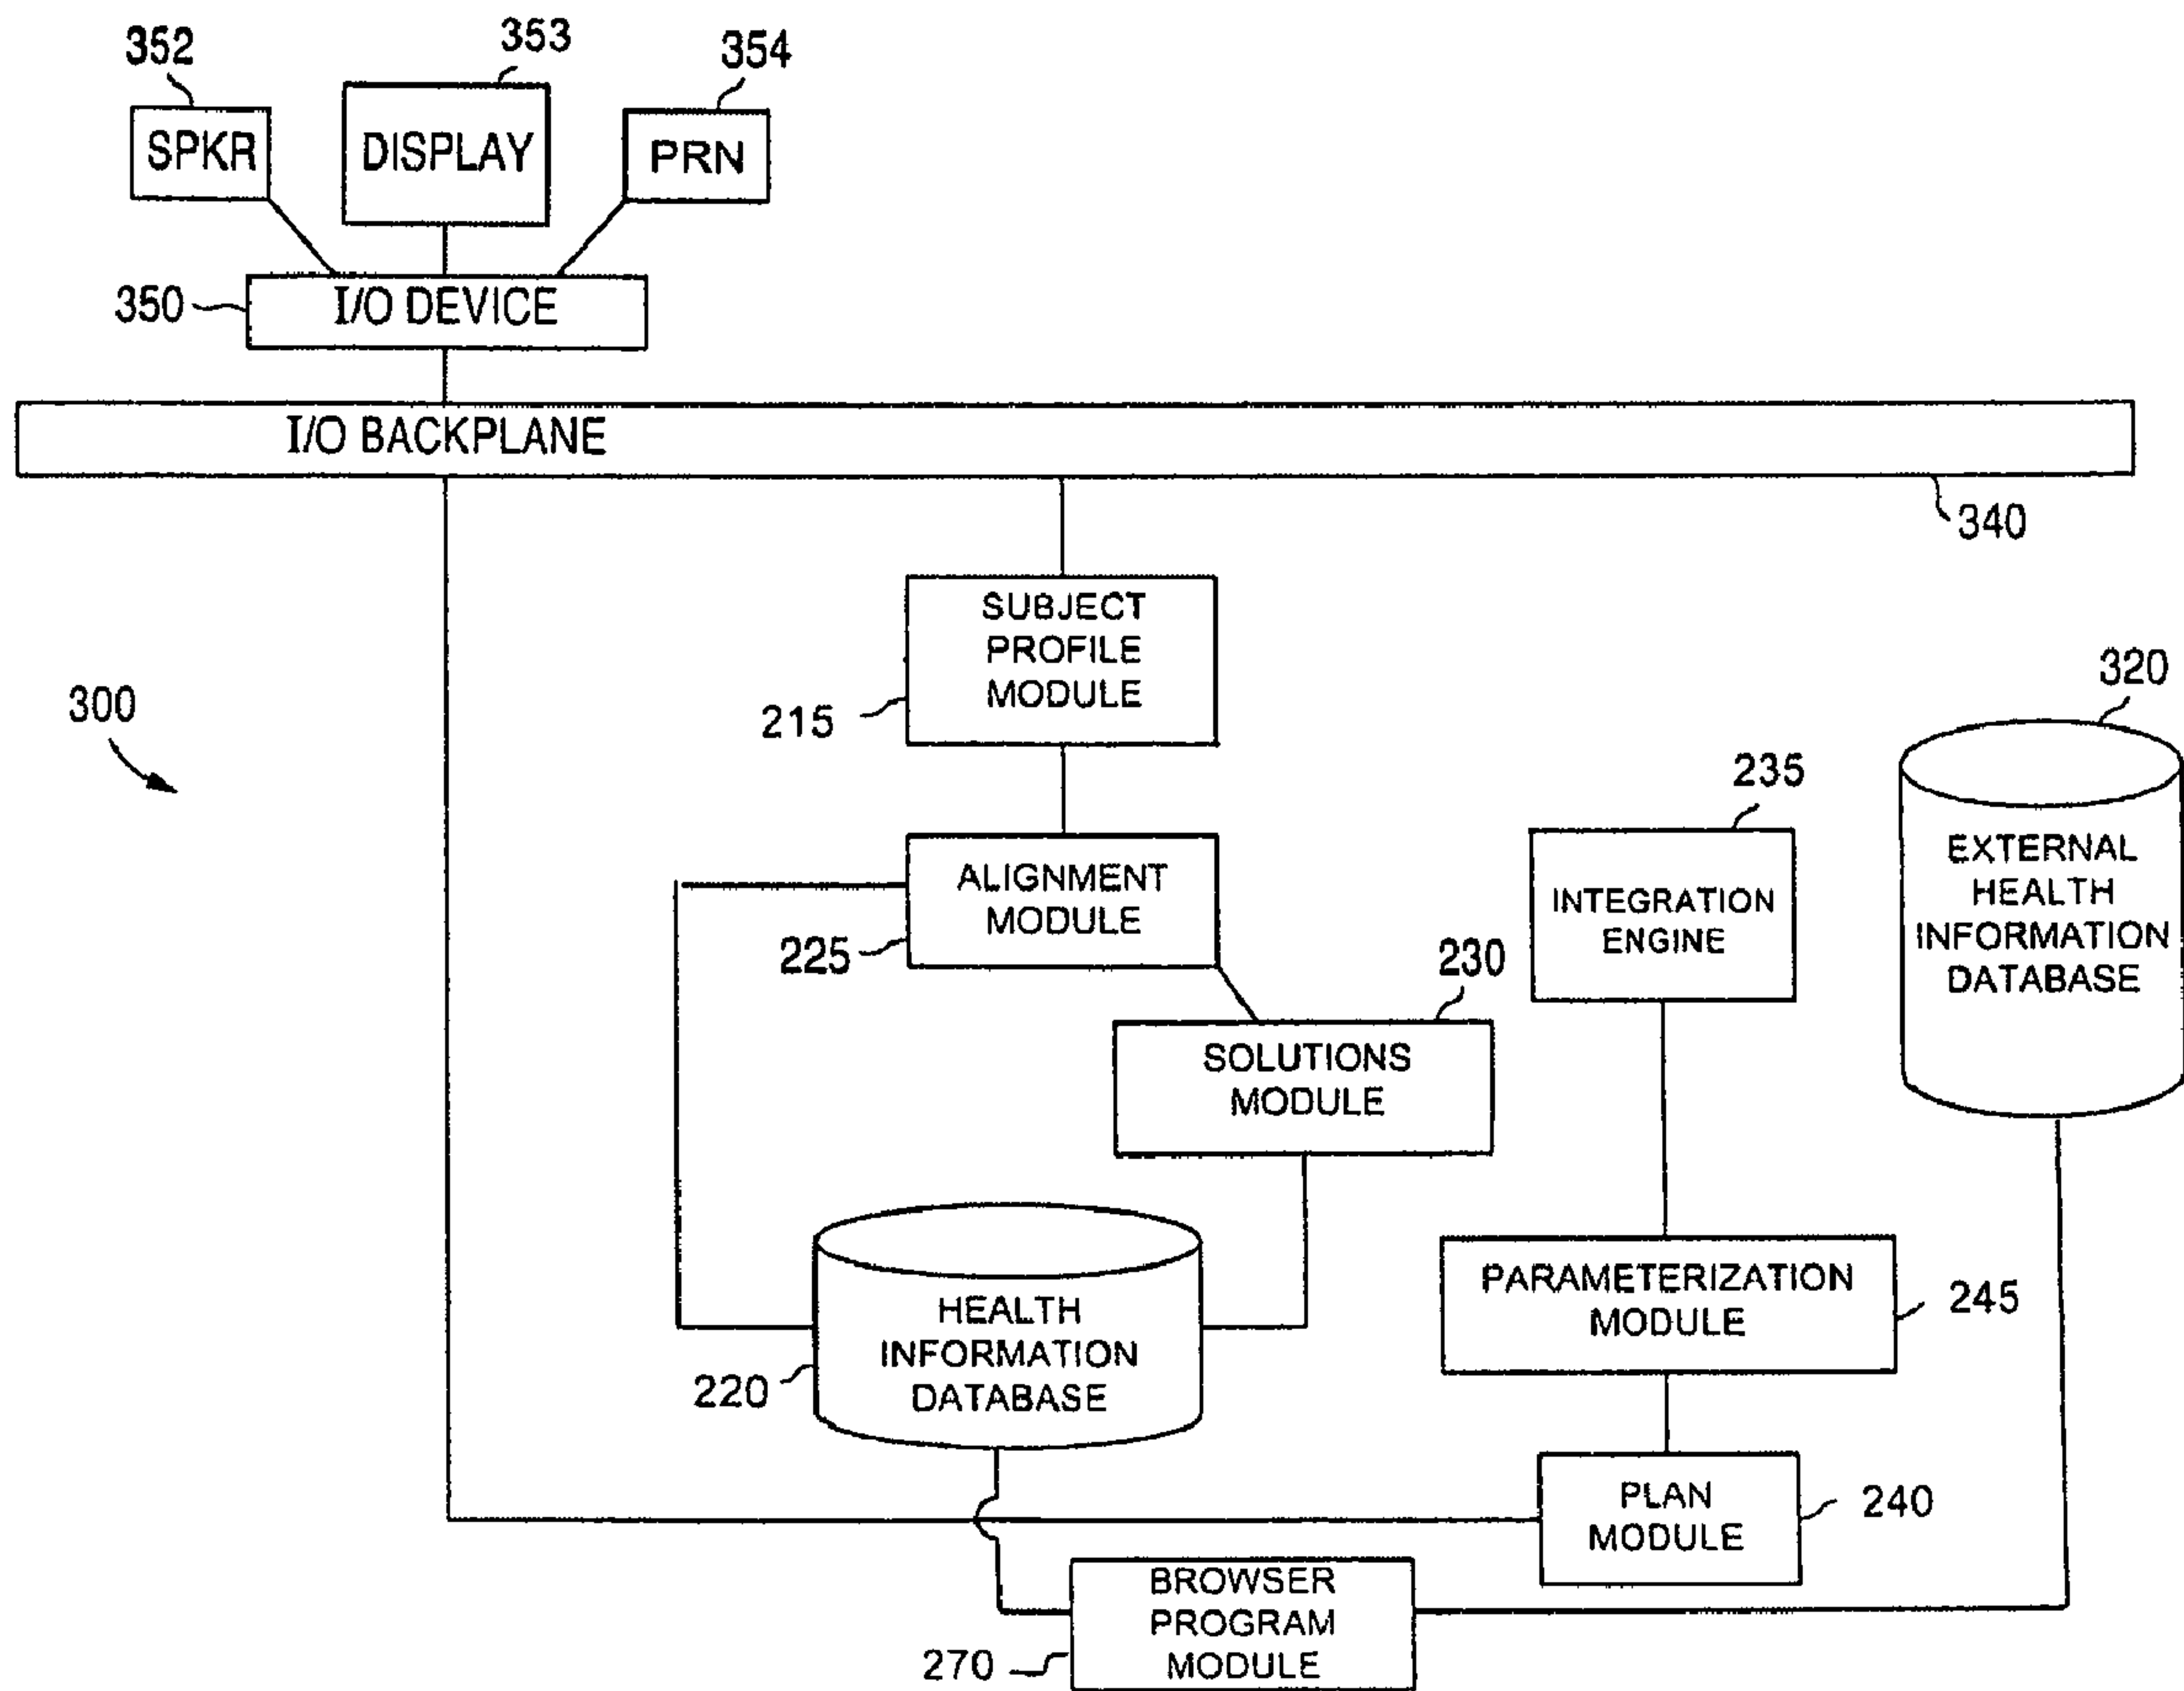 352
353
354
SPKR
DISPLAY
PRN
350
I/O DEVICE
I/O BACKPLANE
340
300
SUBJECT
PROFILE
MODULE
215
320
235
ALIGNMENT
MODULE
225
230
INTEGRATION
ENGINE
EXTERNAL
HEALTH
INFORMATION
DATABASE
SOLUTIONS
MODULE
HEALTH
INFORMATION
DATABASE
220
PARAMETERIZATION
MODULE
245
PLAN
MODULE
240
BROWSER
PROGRAM
MODULE
270